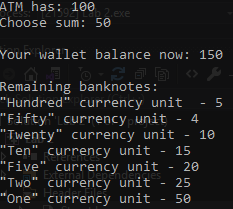 ATM has: 100
Choose sum: 50
Your wallet balance now: 150
Remaining banknotes:
"Hundred" currency unit  - 5
"Fifty" currency unit - 4
"Twenty" currency unit - 10
"Ten" currency unit - 15
"Five" currency unit - 20
"Two" currency unit - 25
"One" currency unit - 50